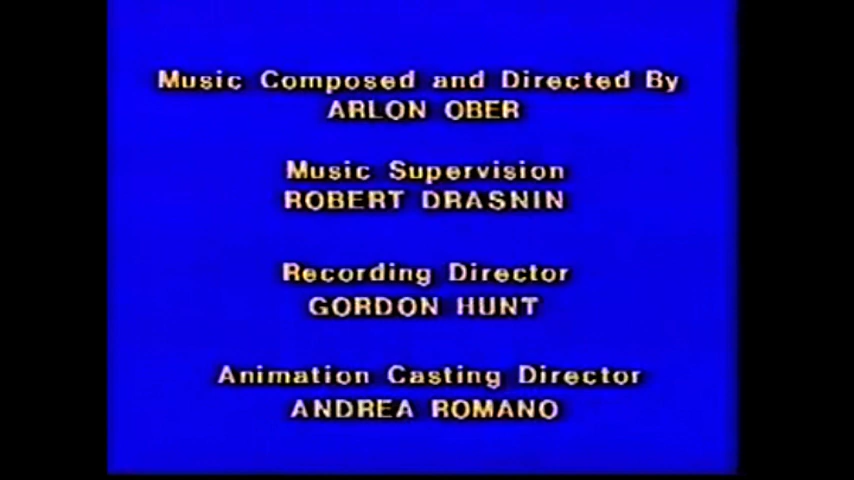 Music Composed and Directed By
ARLON OBER
Music Supervision
ROBERT DRASNIN
Recording Director
GORDON HUNT
Animation Casting Director
ANDREA ROMANO